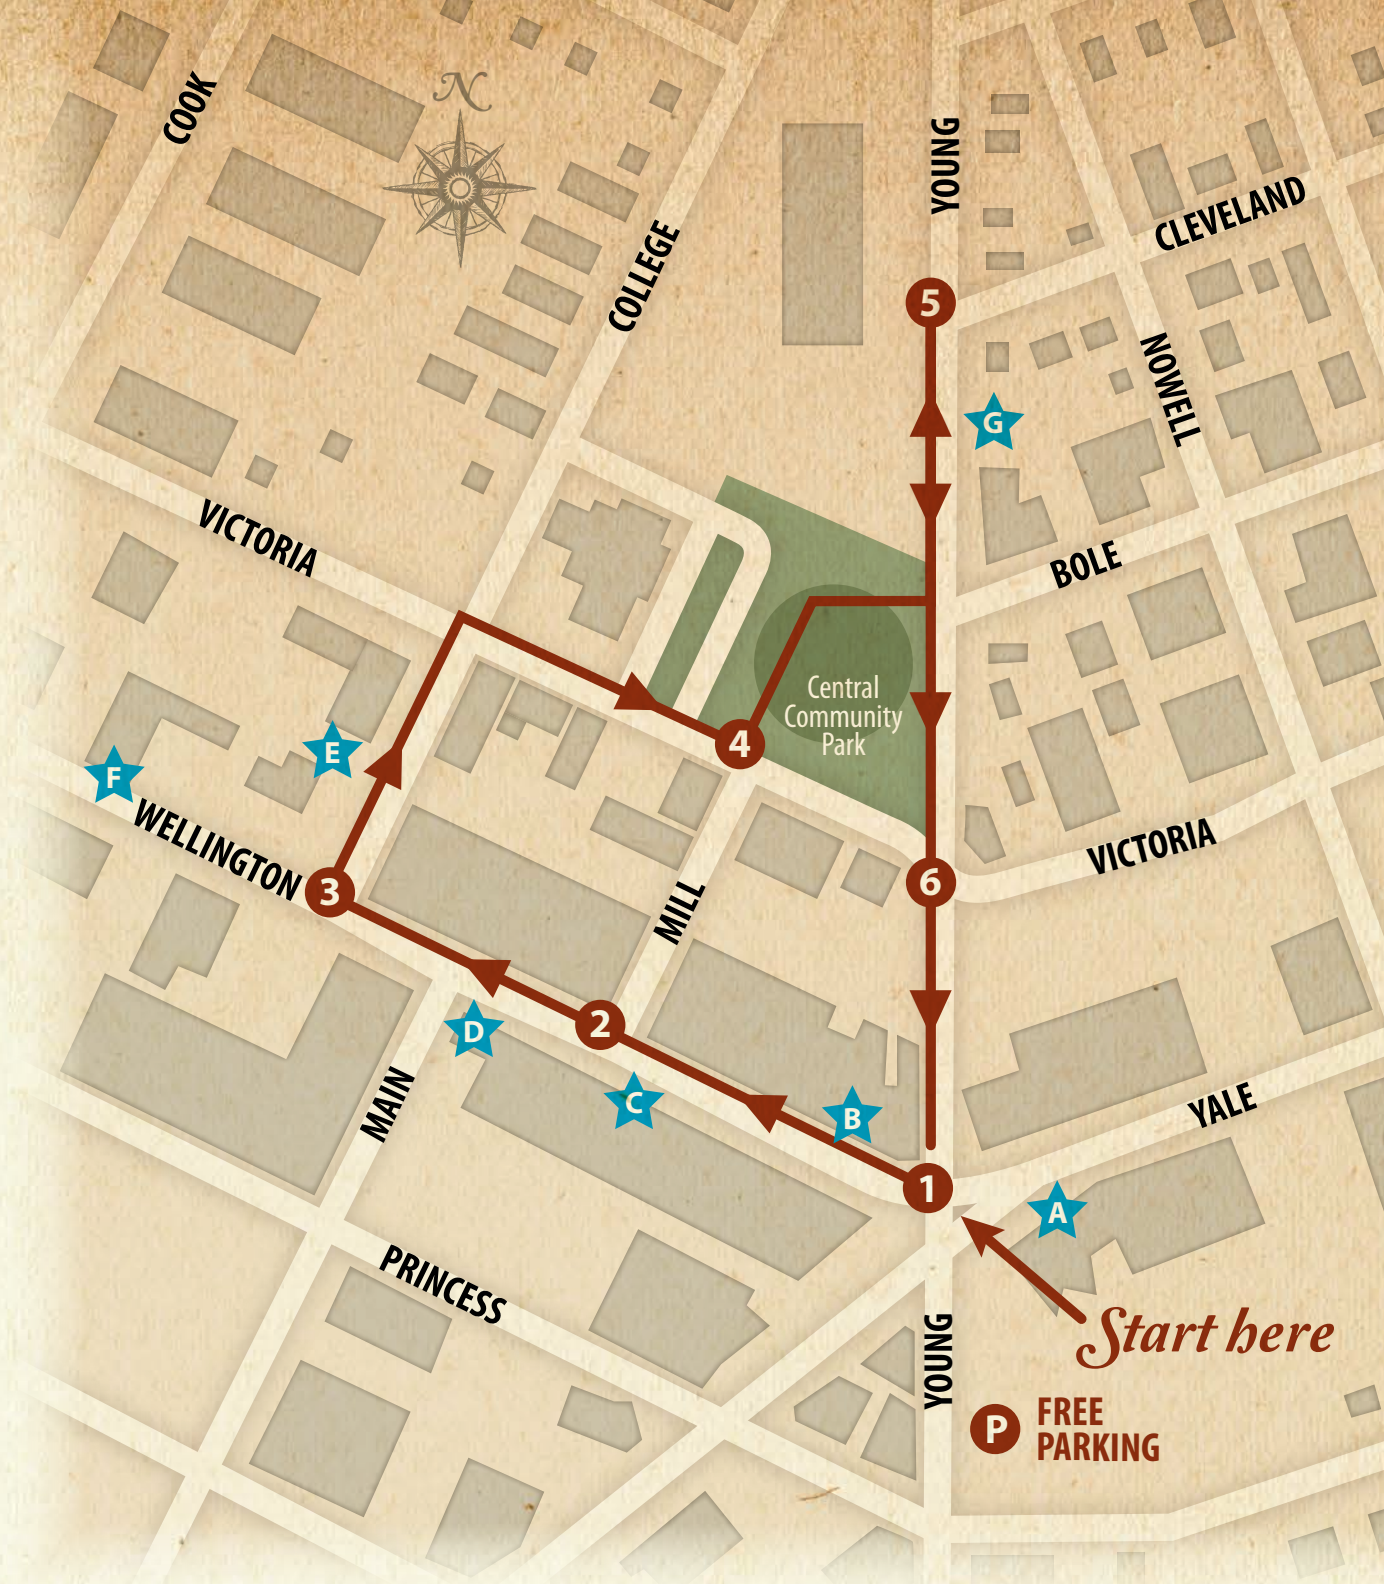 N
COOK
YOUNG
CLEVELAND
COLLEGE
5
NOWELL
G
VICTORIA
BOLE
Central
Community
Park
4
E
F
WELLINGTON
3
VICTORIA
6
MILL
2
D
C
B
MAIN
YALE
1
A
PRINCESS
Start here
YOUNG
P
FREE
PARKING